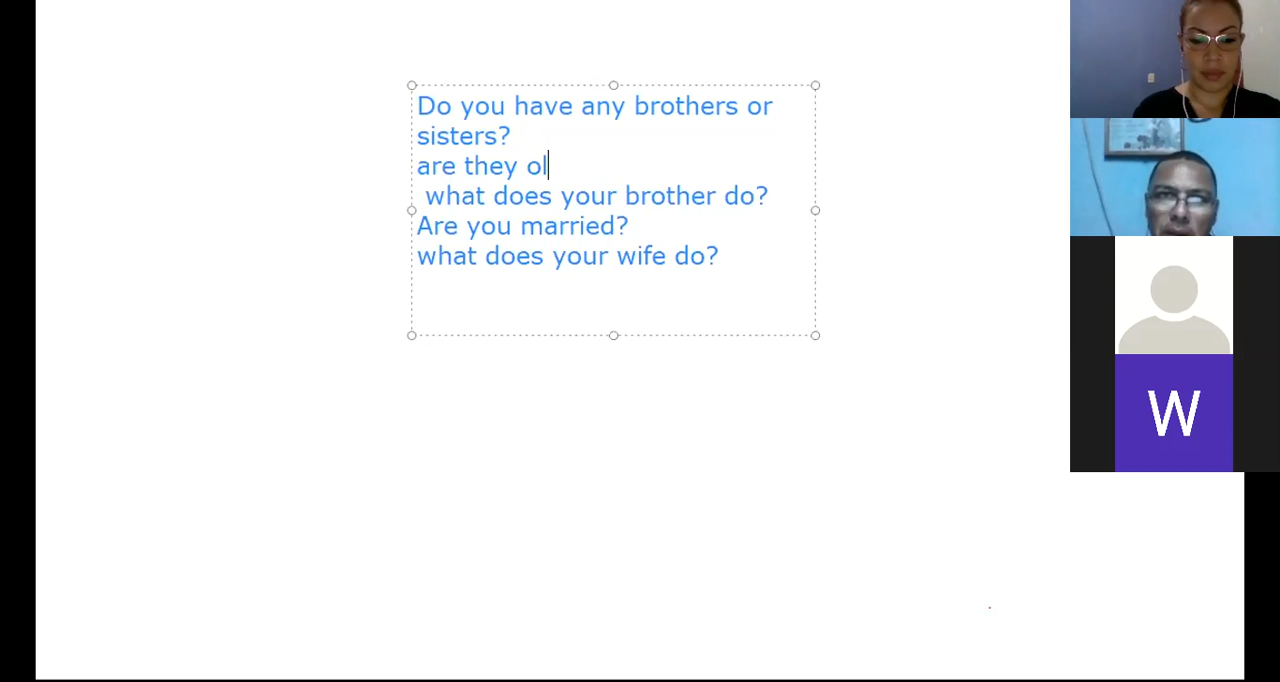 Do you have any brothers or
sisters?
are they ol
what does your brother do?
Are you married?
what does your wife do?
W